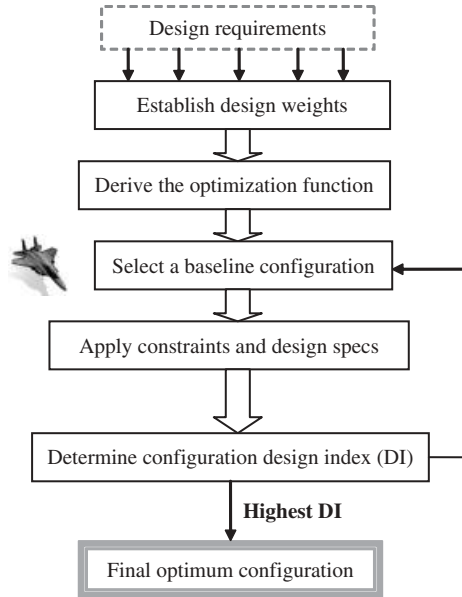 Design requirements
Establish design weights
Derive the optimization function
Select a baseline configuration
Apply constraints and design specs
Determine configuration design index (DI)
Highest DI
Final optimum configuration